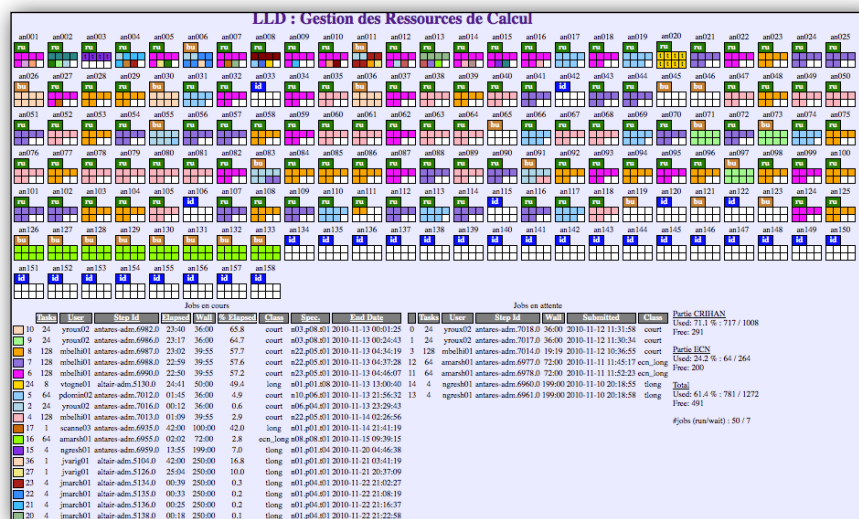 LLD : Gestion des Ressources de Calcul
an001 an002 an003 an004 an005 an006 an007 an008 an009 an010 an011 an012 an013 an014 an015 an016 an017 an018 an019 an020 an021 an022 an023 an024 an025
an026 an027 an028 an029 an030 an031 an032 an033 an034 an035 an036 an037 an038 an039 an040 an041 an042 an043 an044 an045 an046 an047 an048 an049 an050
an051 an052 an053 an054 an055 an056 an057 an058 an059 an060 an061 an062 an063 an064 an065 an066 an067 an068 an069 an070 an071 an072 an073 an074 an075
an076 an077 an078 an079 an080 an081 an082 an083 an084 an085 an086 an087 an088 an089 an090 an091 an092 an093 an094 an095 an096 an097 an098 an099 an100
an101 an102 an103 an104 an105 an106 an107 an108 an109 an110 an111 an112 an113 an114 an115 an116 an117 an118 an119 an120 an121 an122 an123 an124 an125
an126 an127 an128 an129 an130 an131 an132 an133 an134 an135 an136 an137 an138 an139 an140 an141 an142 an143 an144 an145 an146 an147 an148 an149 an150
an151 an152 an153 an154 an155 an156 an157 an158
id id id id id id id id
Jobs en cours
Tasks User Step Id Elapsed Wall % Elapsed Class Spec. End Date
10 24 yroux02 antares-adm.6982.0 23:40 36:00 65.8 court n03.p08.t01 2010-11-13 00:01:25
9 24 yroux02 antares-adm.6987.0 23:17 36:00 64.7 court n03.p08.t01 2010-11-13 00:24:43
8 128 mbelhi01 antares-adm.6987.0 23:02 39:55 57.7 court n22.p05.t01 2010-11-13 04:34:19
7 128 mbelhi01 antares-adm.6988.0 22:59 39:55 57.6 court n22.p05.t01 2010-11-13 04:37:28
6 128 mbelhi01 antares-adm.6990.0 22:50 39:55 57.2 court n23.p05.t01 2010-11-13 04:46:07
24 8 vtogne01 altair-adm.5130.0 24:41 50:00 49.4 long n01.p01.t08 2010-11-13 13:00:40
5 64 pdomin02 antares-adm.7012.0 01:45 36:00 4.9 court n10.p06.t01 2010-11-13 21:56:32
2 24 yroux02 antares-adm.7016.0 00:12 36:00 0.6 court n06.p04.t01 2010-11-13 23:29:43
4 128 mbelhi01 antares-adm.7013.0 01:09 39:55 2.9 court n22.p05.t01 2010-11-14 02:26:56
17 1 scanne03 antares-adm.6935.0 42:00 100:00 42.0 long n01.p01.t01 2010-11-14 21:41:19
16 64 amarsh01 antares-adm.6955.0 02:02 72:00 2.8 ecn_long n08.p08.t01 2010-11-15 09:39:15
15 4 ngresh01 antares-adm.6959.0 13:55 199:00 7.0 tlong n01.p04.t01 2010-11-20 04:46:38
36 1 jvarig01 altair-adm.5104.0 42:00 250:00 16.8 tlong n01.p01.t01 2010-11-21 03:41:19
27 1 jvarig01 altair-adm.5126.0 25:04 250:00 10.0 tlong n01.p01.t01 2010-11-21 20:37:09
23 4 jmarch01 altair-adm.5134.0 00:39 250:00 0.3 tlong n01.p04.t01 2010-11-22 21:02:27
22 4 jmarch01 altair-adm.5135.0 00:33 250:00 0.2 tlong n01.p04.t01 2010-11-22 21:08:19
21 4 jmarch01 altair-adm.5136.0 00:25 250:00 0.2 tlong n01.p04.t01 2010-11-22 21:16:37
20 4 jmarch01 altair-adm.5138.0 00:18 250:00 0.1 tlong n01.p04.t01 2010-11-22 21:22:58
Jobs en attente
Tasks User Step Id Wall Submitted Class
0 24 yroux02 antares-adm.7018.0 36:00 2010-11-12 11:31:58 court
1 24 yroux02 antares-adm.7017.0 36:00 2010-11-12 11:30:34 court
3 128 mbelhi01 antares-adm.7014.0 19:19 2010-11-12 10:36:55 court
12 64 amarsh01 antares-adm.6977.0 72:00 2010-11-11 11:45:17 ecn_long
11 64 amarsh01 antares-adm.6978.0 72:00 2010-11-11 11:52:23 ecn_long
14 4 ngresh01 antares-adm.6960.0 199:00 2010-11-10 20:18:55 tlong
13 4 ngresh01 antares-adm.6961.0 199:00 2010-11-10 20:18:56 tlong
Partie CRIHAN
Used: 71.1 % : 717 / 1008
Free: 291
Partie ECN
Used: 24.2 % : 64 / 264
Free: 200
Total
Used: 61.4 % : 781 / 1272
Free: 491
#jobs (run/wait) : 50 / 7